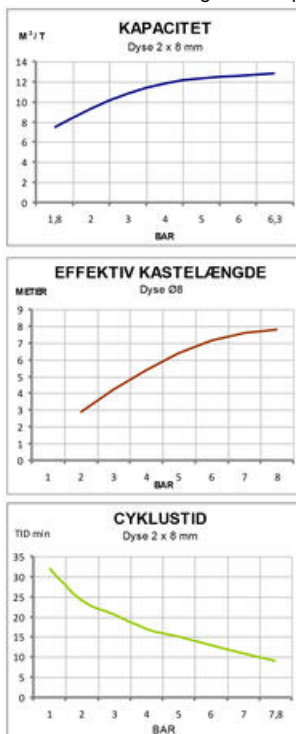 KAPACITET
M³/T
Dyse 2 x 8 mm
14
12
10
8
6
4
2
0
1,8 2 3 4 5 6 6,3
BAR
EFFEKTIV KASTELÆNGDE
METER
Dyse Ø8
9
8
7
6
5
4
3
2
1
0
1 2 3 4 5 6 7 8
BAR
CYKLUSTID
TID min
Dyse 2 x 8 mm
35
30
25
20
15
10
5
0
1 2 3 4 5 6 7 7,8
BAR